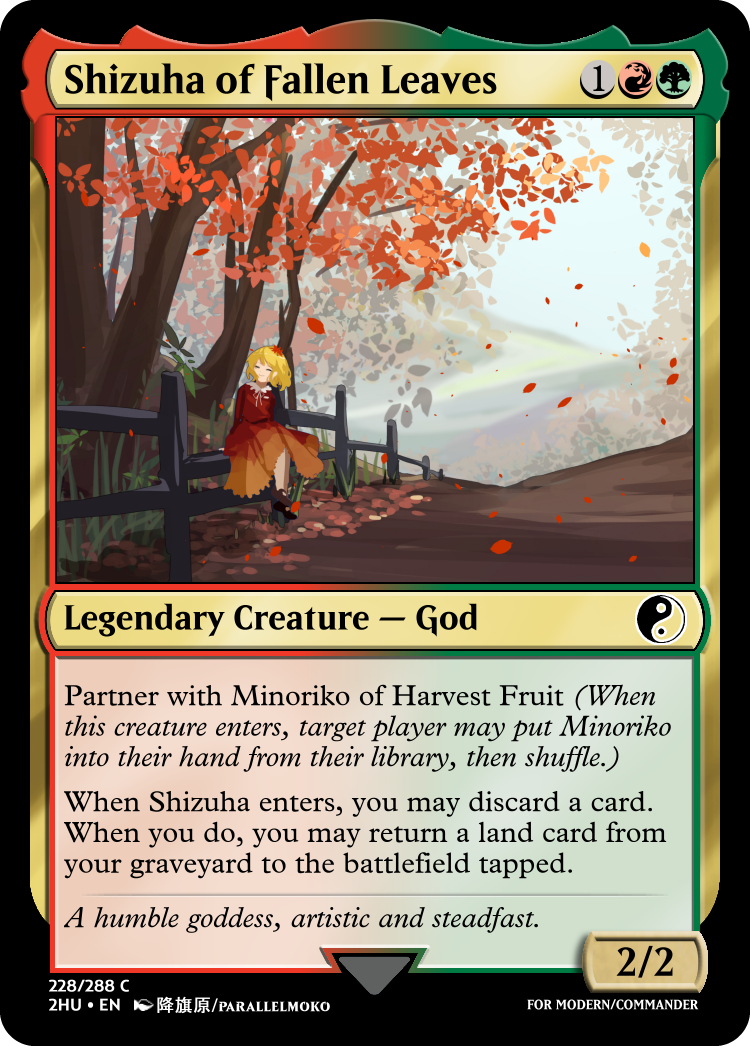 Shizuha of Fallen Leaves 1
Legendary Creature — God
Partner with Minoriko of Harvest Fruit (When
this creature enters, target player may put Minoriko
into their hand from their library, then shuffle.)
When Shizuha enters, you may discard a card.
When you do, you may return a land card from
your graveyard to the battlefield tapped.
A humble goddess, artistic and steadfast.
2/2
228/288 C
2HU • EN 降旗原/PARALLELMOKO
FOR MODERN/COMMANDER